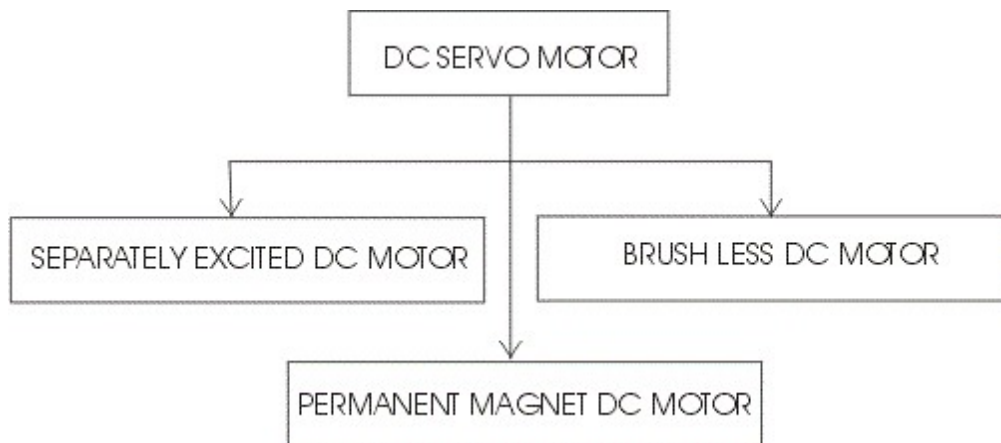 DC SERVO MOTOR
SEPARATELY EXCITED DC MOTOR
BRUSH LESS DC MOTOR
PERMANENT MAGNET DC MOTOR